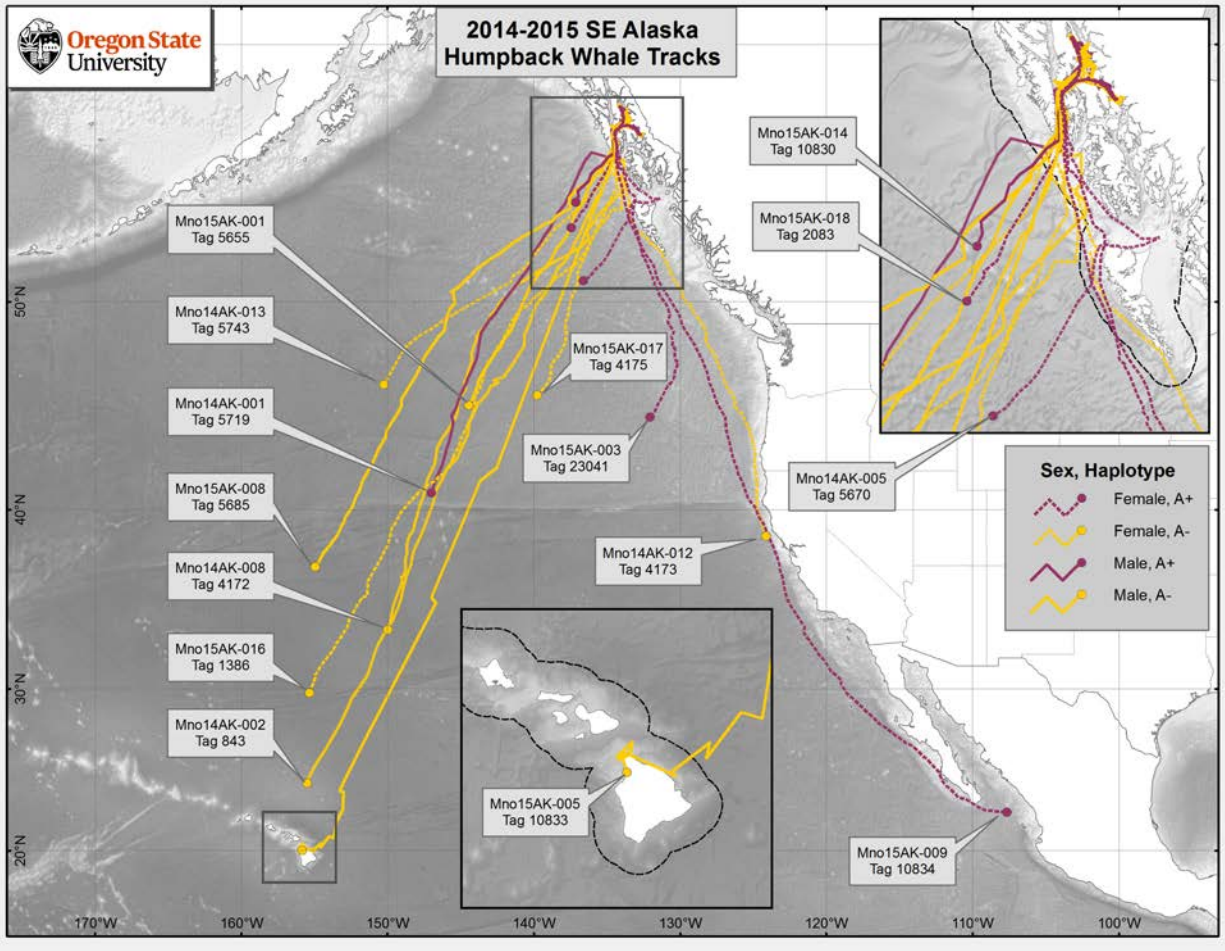 Oregon State
University
2014-2015 SE Alaska
Humpback Whale Tracks
Mno15AK-014
Tag 10830
Mno15AK-018
Tag 2083
Mno15AK-001
Tag 5655
Mno14AK-013
Tag 5743
Mno15AK-017
Tag 4175
Mno14AK-001
Tag 5719
Mno15AK-003
Tag 23041
Mno14AK-005
Tag 5670
Mno15AK-008
Tag 5685
Mno14AK-012
Tag 4173
Mno14AK-008
Tag 4172
Mno15AK-016
Tag 1386
Mno14AK-002
Tag 843
Mno15AK-005
Tag 10833
Mno15AK-009
Tag 10834
Sex, Haplotype
Female, A+
Female, A-
Male, A+
Male, A-
50°N
40°N
30°N
20°N
170°W
160°W
150°W
140°W
130°W
120°W
110°W
100°W